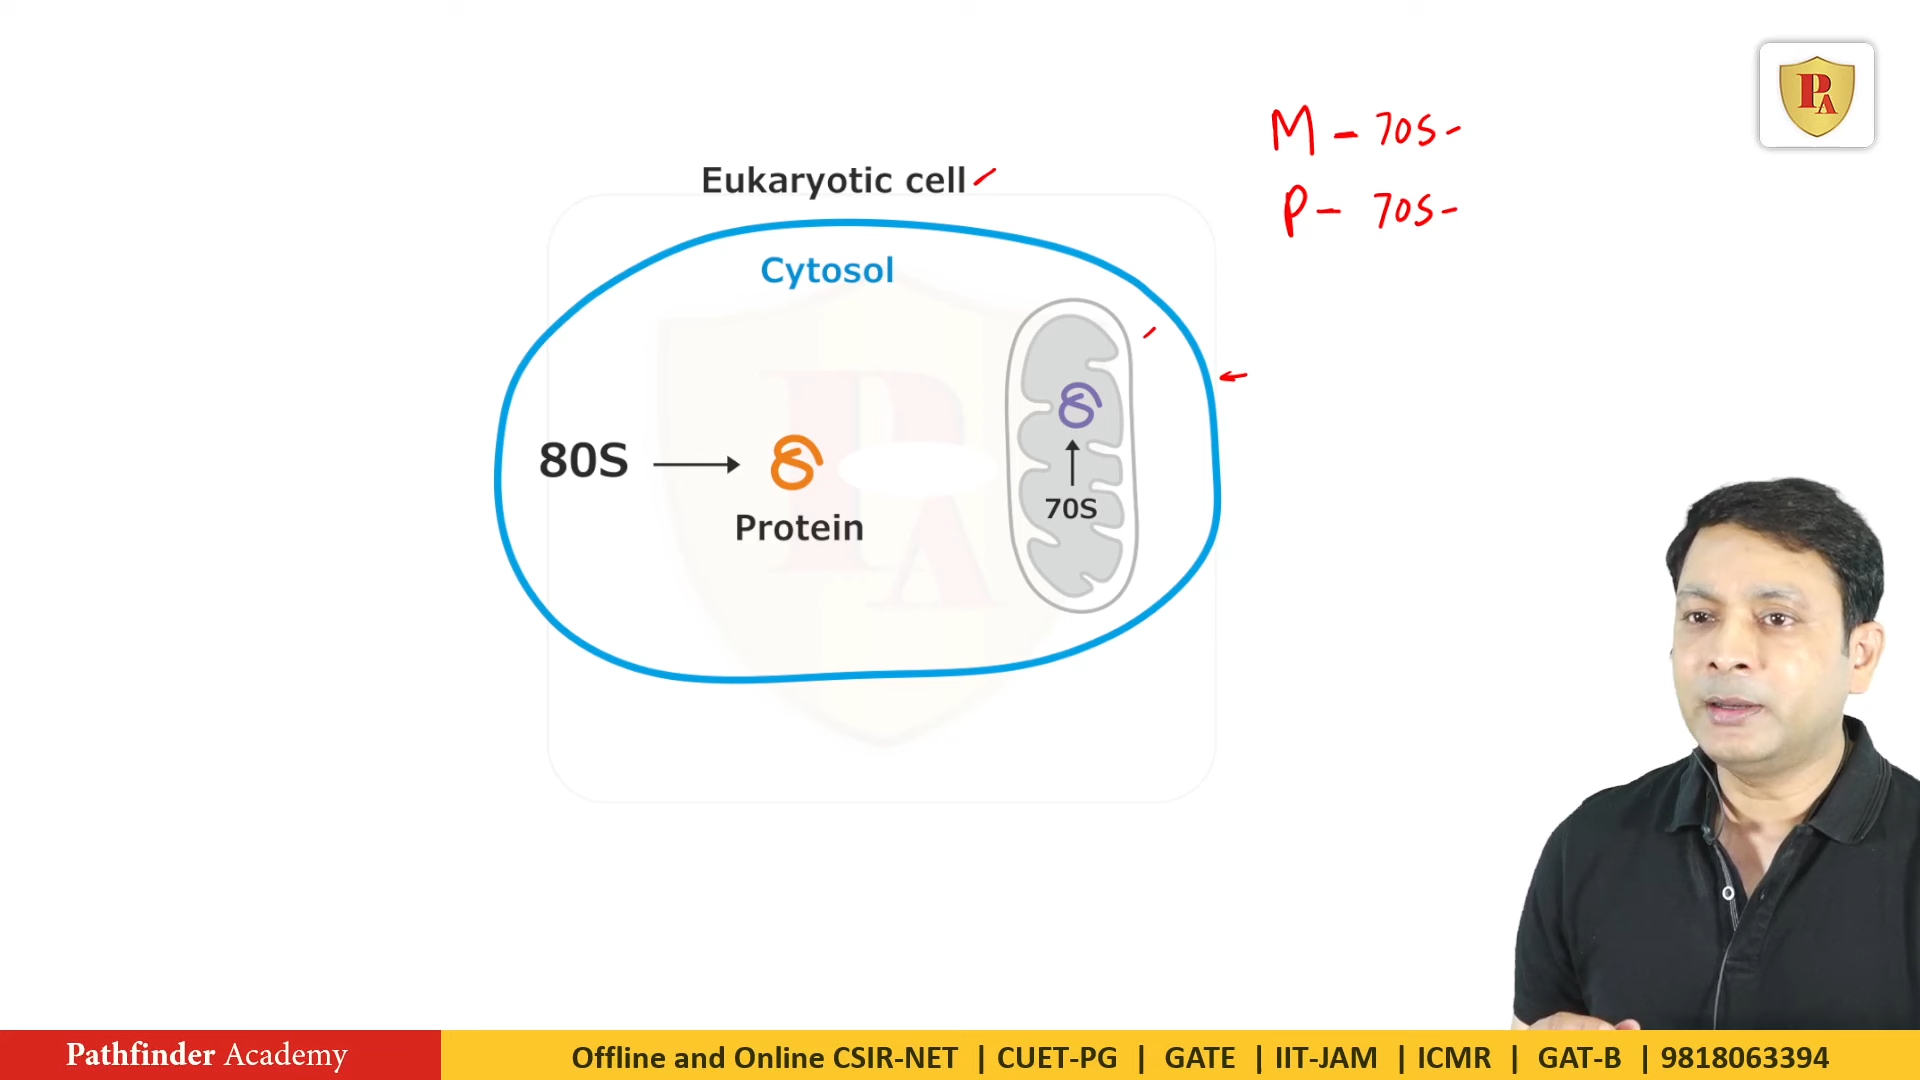 PA
M - 70S -
P - 70S -
Eukaryotic cell
Cytosol
80S
Protein
70S
PA
Pathfinder Academy
Offline and Online CSIR-NET | CUET-PG | GATE | IIT-JAM | ICMR | GAT-B | 9818063394